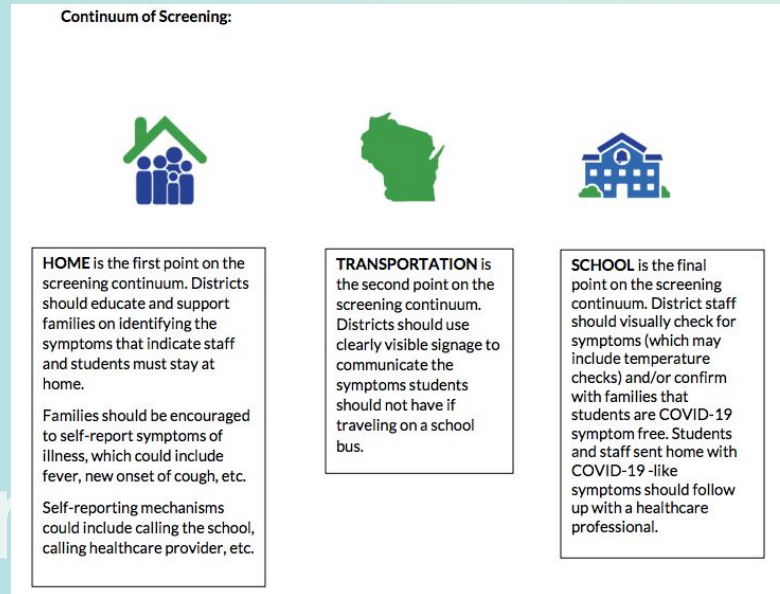 Continuum of Screening:
HOME is the first point on the
screening continuum. Districts
should educate and support
families on identifying the
symptoms that indicate staff
and students must stay at
home.
Families should be encouraged
to self-report symptoms of
illness, which could include
fever, new onset of cough, etc.
Self-reporting mechanisms
could include calling the school,
calling healthcare provider, etc.
TRANSPORTATION is
the second point on the
screening continuum.
Districts should use
clearly visible signage to
communicate the
symptoms students
should not have if
traveling on a school
bus.
SCHOOL is the final
point on the screening
continuum. District staff
should visually check for
symptoms (which may
include temperature
checks) and/or confirm
with families that
students are COVID-19
symptom free. Students
and staff sent home with
COVID-19 -like
symptoms should follow
up with a healthcare
professional.